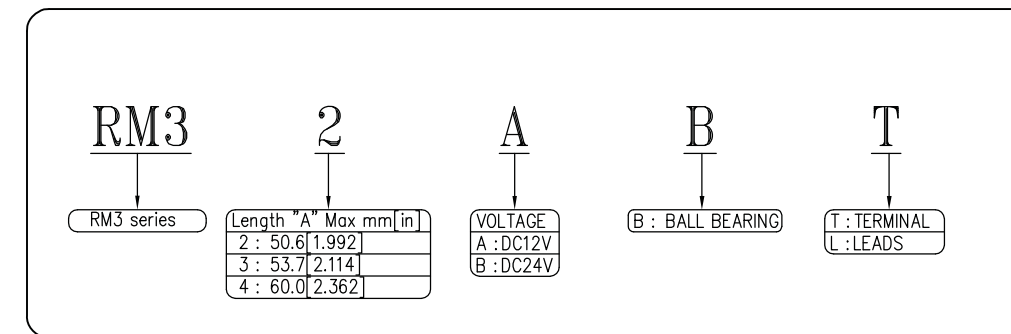 RM3 2 A B T
RM3 series
Length "A" Max mm[in]
2 : 50.6[1.992]
3 : 53.7[2.114]
4 : 60.0[2.362]
VOLTAGE
A :DC12V
B :DC24V
B : BALL BEARING
T :TERMINAL
L :LEADS